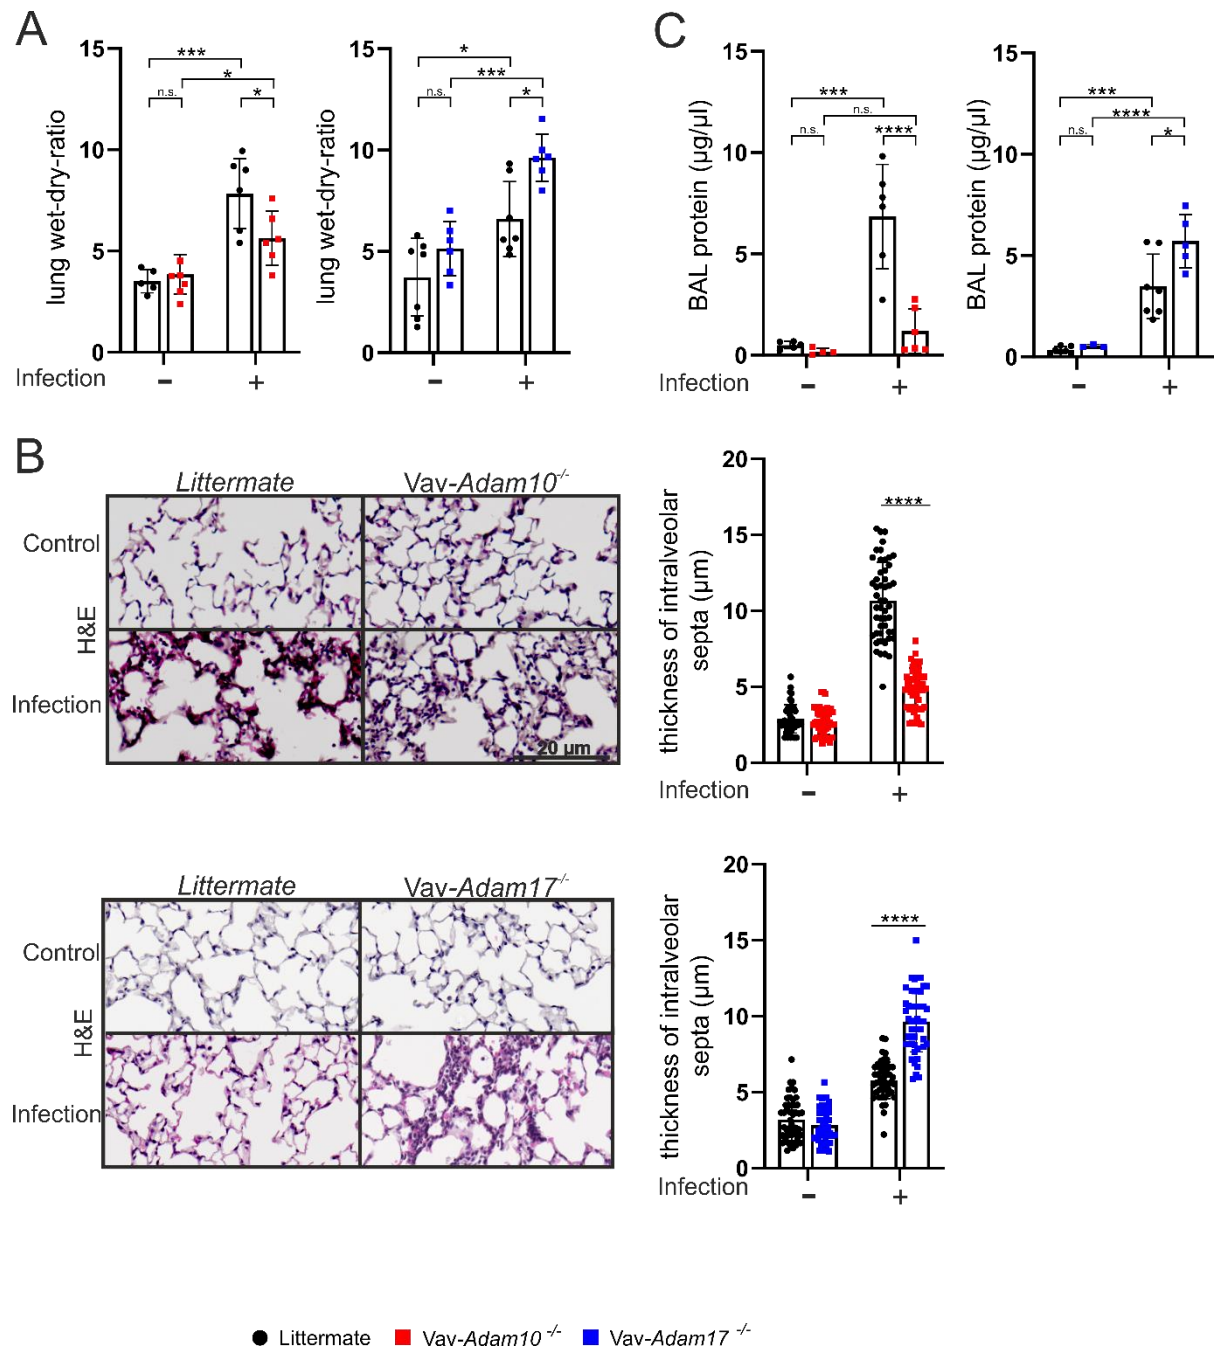 A
lung wet-dry-ratio
15
10
5
0
***
*
n.s.
*
Infection
−
+
lung wet-dry-ratio
15
10
5
0
*
***
n.s.
*
−
+
C
BAL protein (µg/µl)
15
10
5
0
***
n.s.
n.s.
****
Infection
−
+
BAL protein (µg/µl)
15
10
5
0
***
****
n.s.
*
−
+
B
Littermate
Vav-Adam10-/-
Control
H&E
Infection
20 µm
thickness of intralveolar
septa (µm)
20
15
10
5
0
****
Infection
−
+
Littermate
Vav-Adam17-/-
Control
H&E
Infection
thickness of intralveolar
septa (µm)
20
15
10
5
0
****
Infection
−
+
Littermate
Vav-Adam10 -/-
Vav-Adam17 -/-